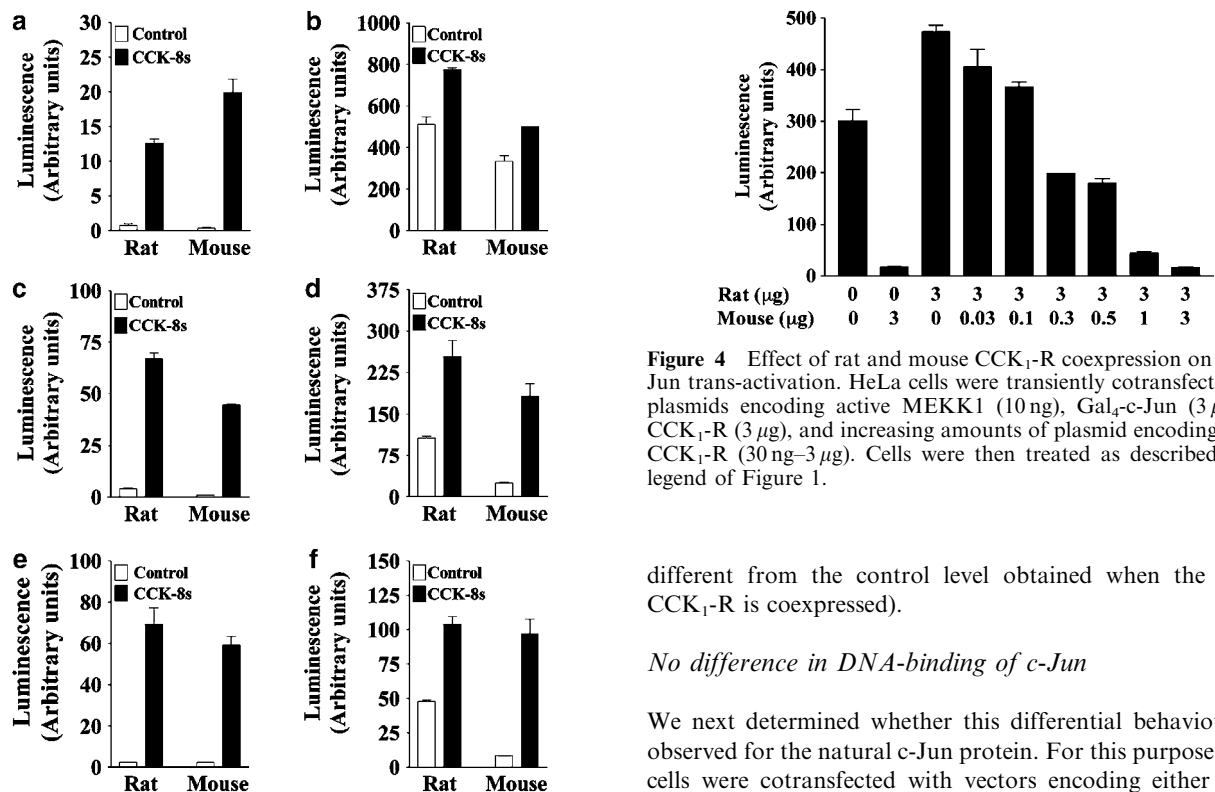 a
30
25
20
15
10
5
0
Luminescence
(Arbitrary units)
Control
CCK-8s
Rat Mouse
b
1000
800
600
400
200
0
Luminescence
(Arbitrary units)
Control
CCK-8s
Rat Mouse
c
100
75
50
25
0
Luminescence
(Arbitrary units)
Control
CCK-8s
Rat Mouse
d
375
250
225
150
75
0
Luminescence
(Arbitrary units)
Control
CCK-8s
Rat Mouse
e
100
80
60
40
20
0
Luminescence
(Arbitrary units)
Control
CCK-8s
Rat Mouse
f
150
125
100
75
50
25
0
Luminescence
(Arbitrary units)
Control
CCK-8s
Rat Mouse
500
400
300
200
100
0
Luminescence
(Arbitrary units)
Rat (µg) 0 0 3 3 3 3 3 3 3
Mouse (µg) 0 3 0 0.03 0.1 0.3 0.5 1 3
Figure 4 Effect of rat and mouse CCK₁-R coexpression on
Jun trans-activation. HeLa cells were transiently cotransfect
plasmids encoding active MEKK1 (10 ng), Gal₄-c-Jun (3 µ
CCK₁-R (3 µg), and increasing amounts of plasmid encoding
CCK₁-R (30 ng–3 µg). Cells were then treated as described
legend of Figure 1.
different from the control level obtained when the
CCK₁-R is coexpressed).
No difference in DNA-binding of c-Jun
We next determined whether this differential behaviou
observed for the natural c-Jun protein. For this purpose
cells were cotransfected with vectors encoding either